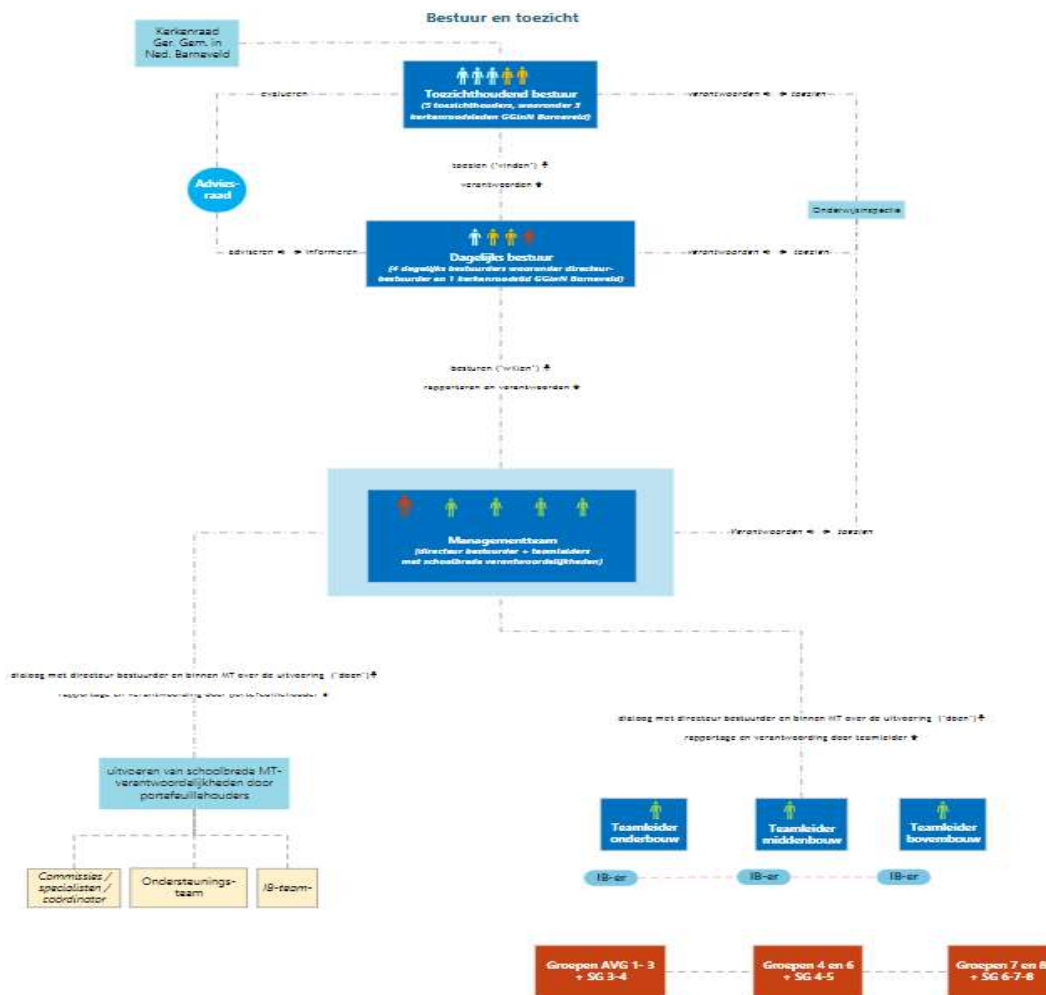 Bestuur en toezicht
Kerkenraad
Ger. Gem. in
Ned. Barneveld
Toezichthoudend bestuur
(5 toezichthouders, waaronder 3
kerkenraadsleden GGinN Barneveld)
evalueren
verantwoorden ◄ ► toezien
toezien ("vinden") 🡇
verantwoorden 🡅
Advies-
raad
Onderwijsinspectie
Dagelijks bestuur
(4 dagelijks bestuurders waaronder directeur-
bestuurder en 1 kerkenraadslid GGinN Barneveld)
adviseren ◄ ► informeren
verantwoorden ◄ ► toezien
besturen ("willen") 🡇
rapporteren en verantwoorden 🡅
Managementteam
(directeur bestuurder + teamleiders
met schoolbrede verantwoordelijkheden)
Verantwoorden ◄ ► toezien
dialoog met directeur bestuurder en binnen MT over de uitvoering ("doen") 🡇
rapportage en verantwoording door portefeuillehouder 🡅
dialoog met directeur bestuurder en binnen MT over de uitvoering ("doen") 🡇
rapportage en verantwoording door teamleider 🡅
uitvoeren van schoolbrede MT-
verantwoordelijkheden door
portefeuillehouders
Commissies /
specialisten /
coördinator
Ondersteunings-
team
IB-team-
Teamleider
onderbouw
Teamleider
middenbouw
Teamleider
bovembouw
IB-er
IB-er
IB-er
Groepen AVG 1- 3
+ SG 3-4
Groepen 4 en 6
+ SG 4-5
Groepen 7 en 8
+ SG 6-7-8